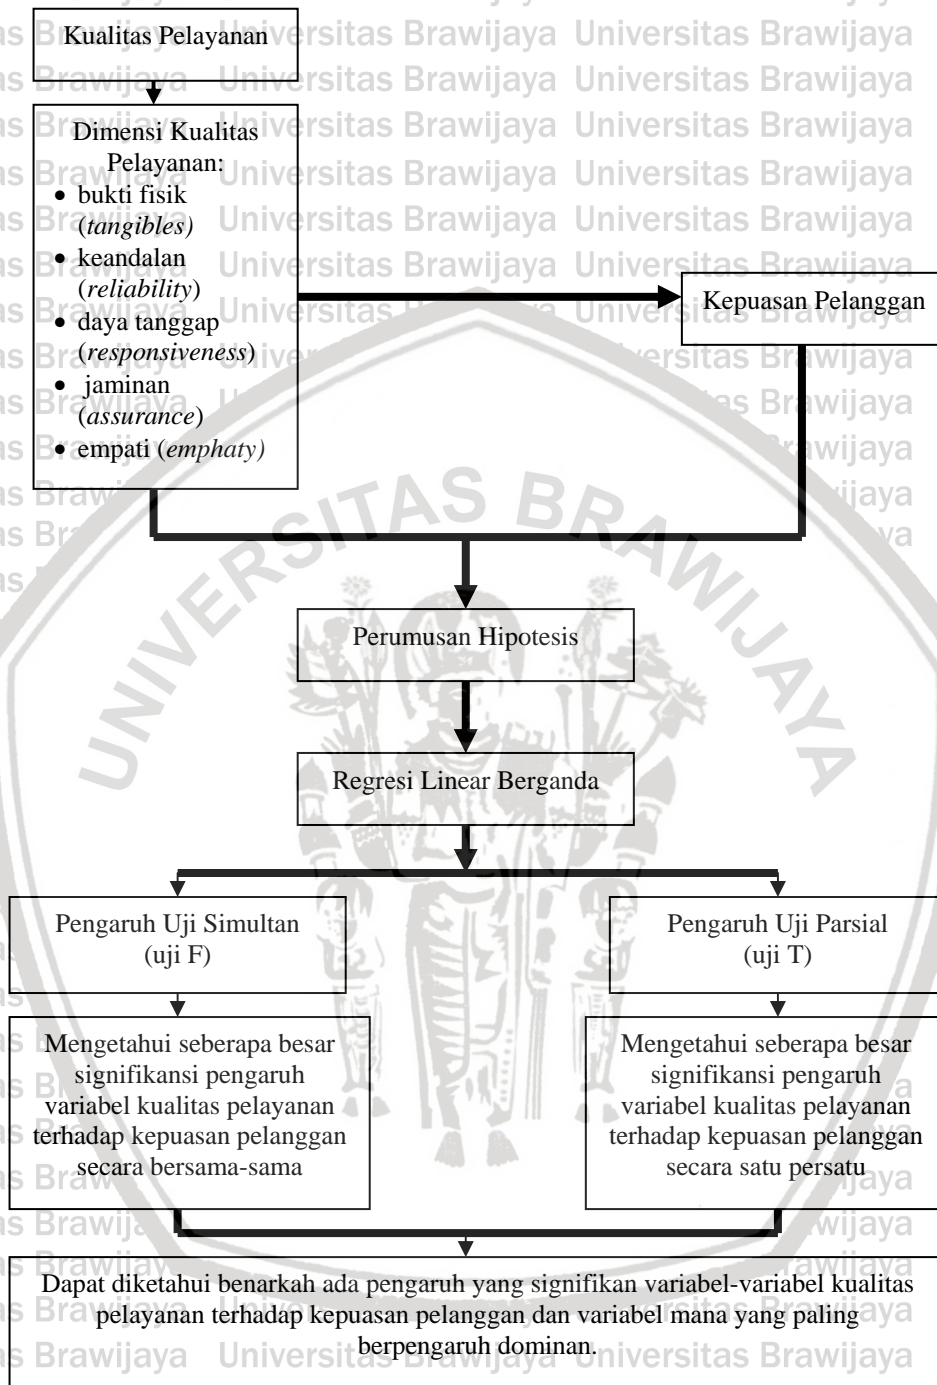 Kualitas Pelayanan
Dimensi Kualitas
Pelayanan:
• bukti fisik
(tangibles)
• keandalan
(reliability)
• daya tanggap
(responsiveness)
• jaminan
(assurance)
• empati (emphaty)
Kepuasan Pelanggan
UNIVERSITAS BRAWIJAYA
Perumusan Hipotesis
Regresi Linear Berganda
Pengaruh Uji Simultan
(uji F)
Pengaruh Uji Parsial
(uji T)
Mengetahui seberapa besar
signifikansi pengaruh
variabel kualitas pelayanan
terhadap kepuasan pelanggan
secara bersama-sama
Mengetahui seberapa besar
signifikansi pengaruh
variabel kualitas pelayanan
terhadap kepuasan pelanggan
secara satu persatu
Dapat diketahui benarkah ada pengaruh yang signifikan variabel-variabel kualitas
pelayanan terhadap kepuasan pelanggan dan variabel mana yang paling
berpengaruh dominan.